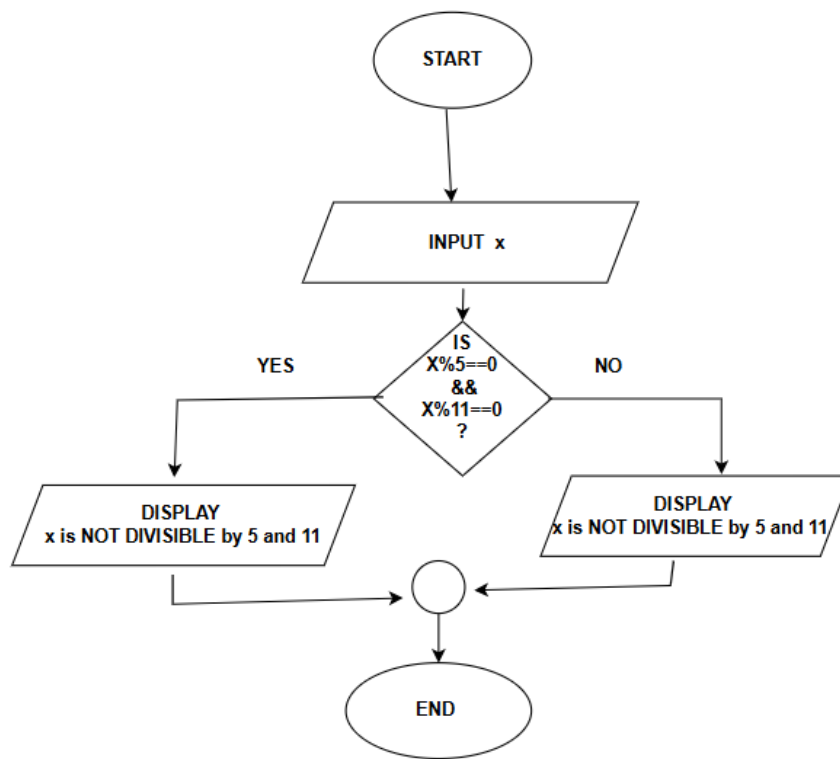 START
INPUT x
IS
X%5==0
&&
X%11==0
?
YES
NO
DISPLAY
x is NOT DIVISIBLE by 5 and 11
DISPLAY
x is NOT DIVISIBLE by 5 and 11
END